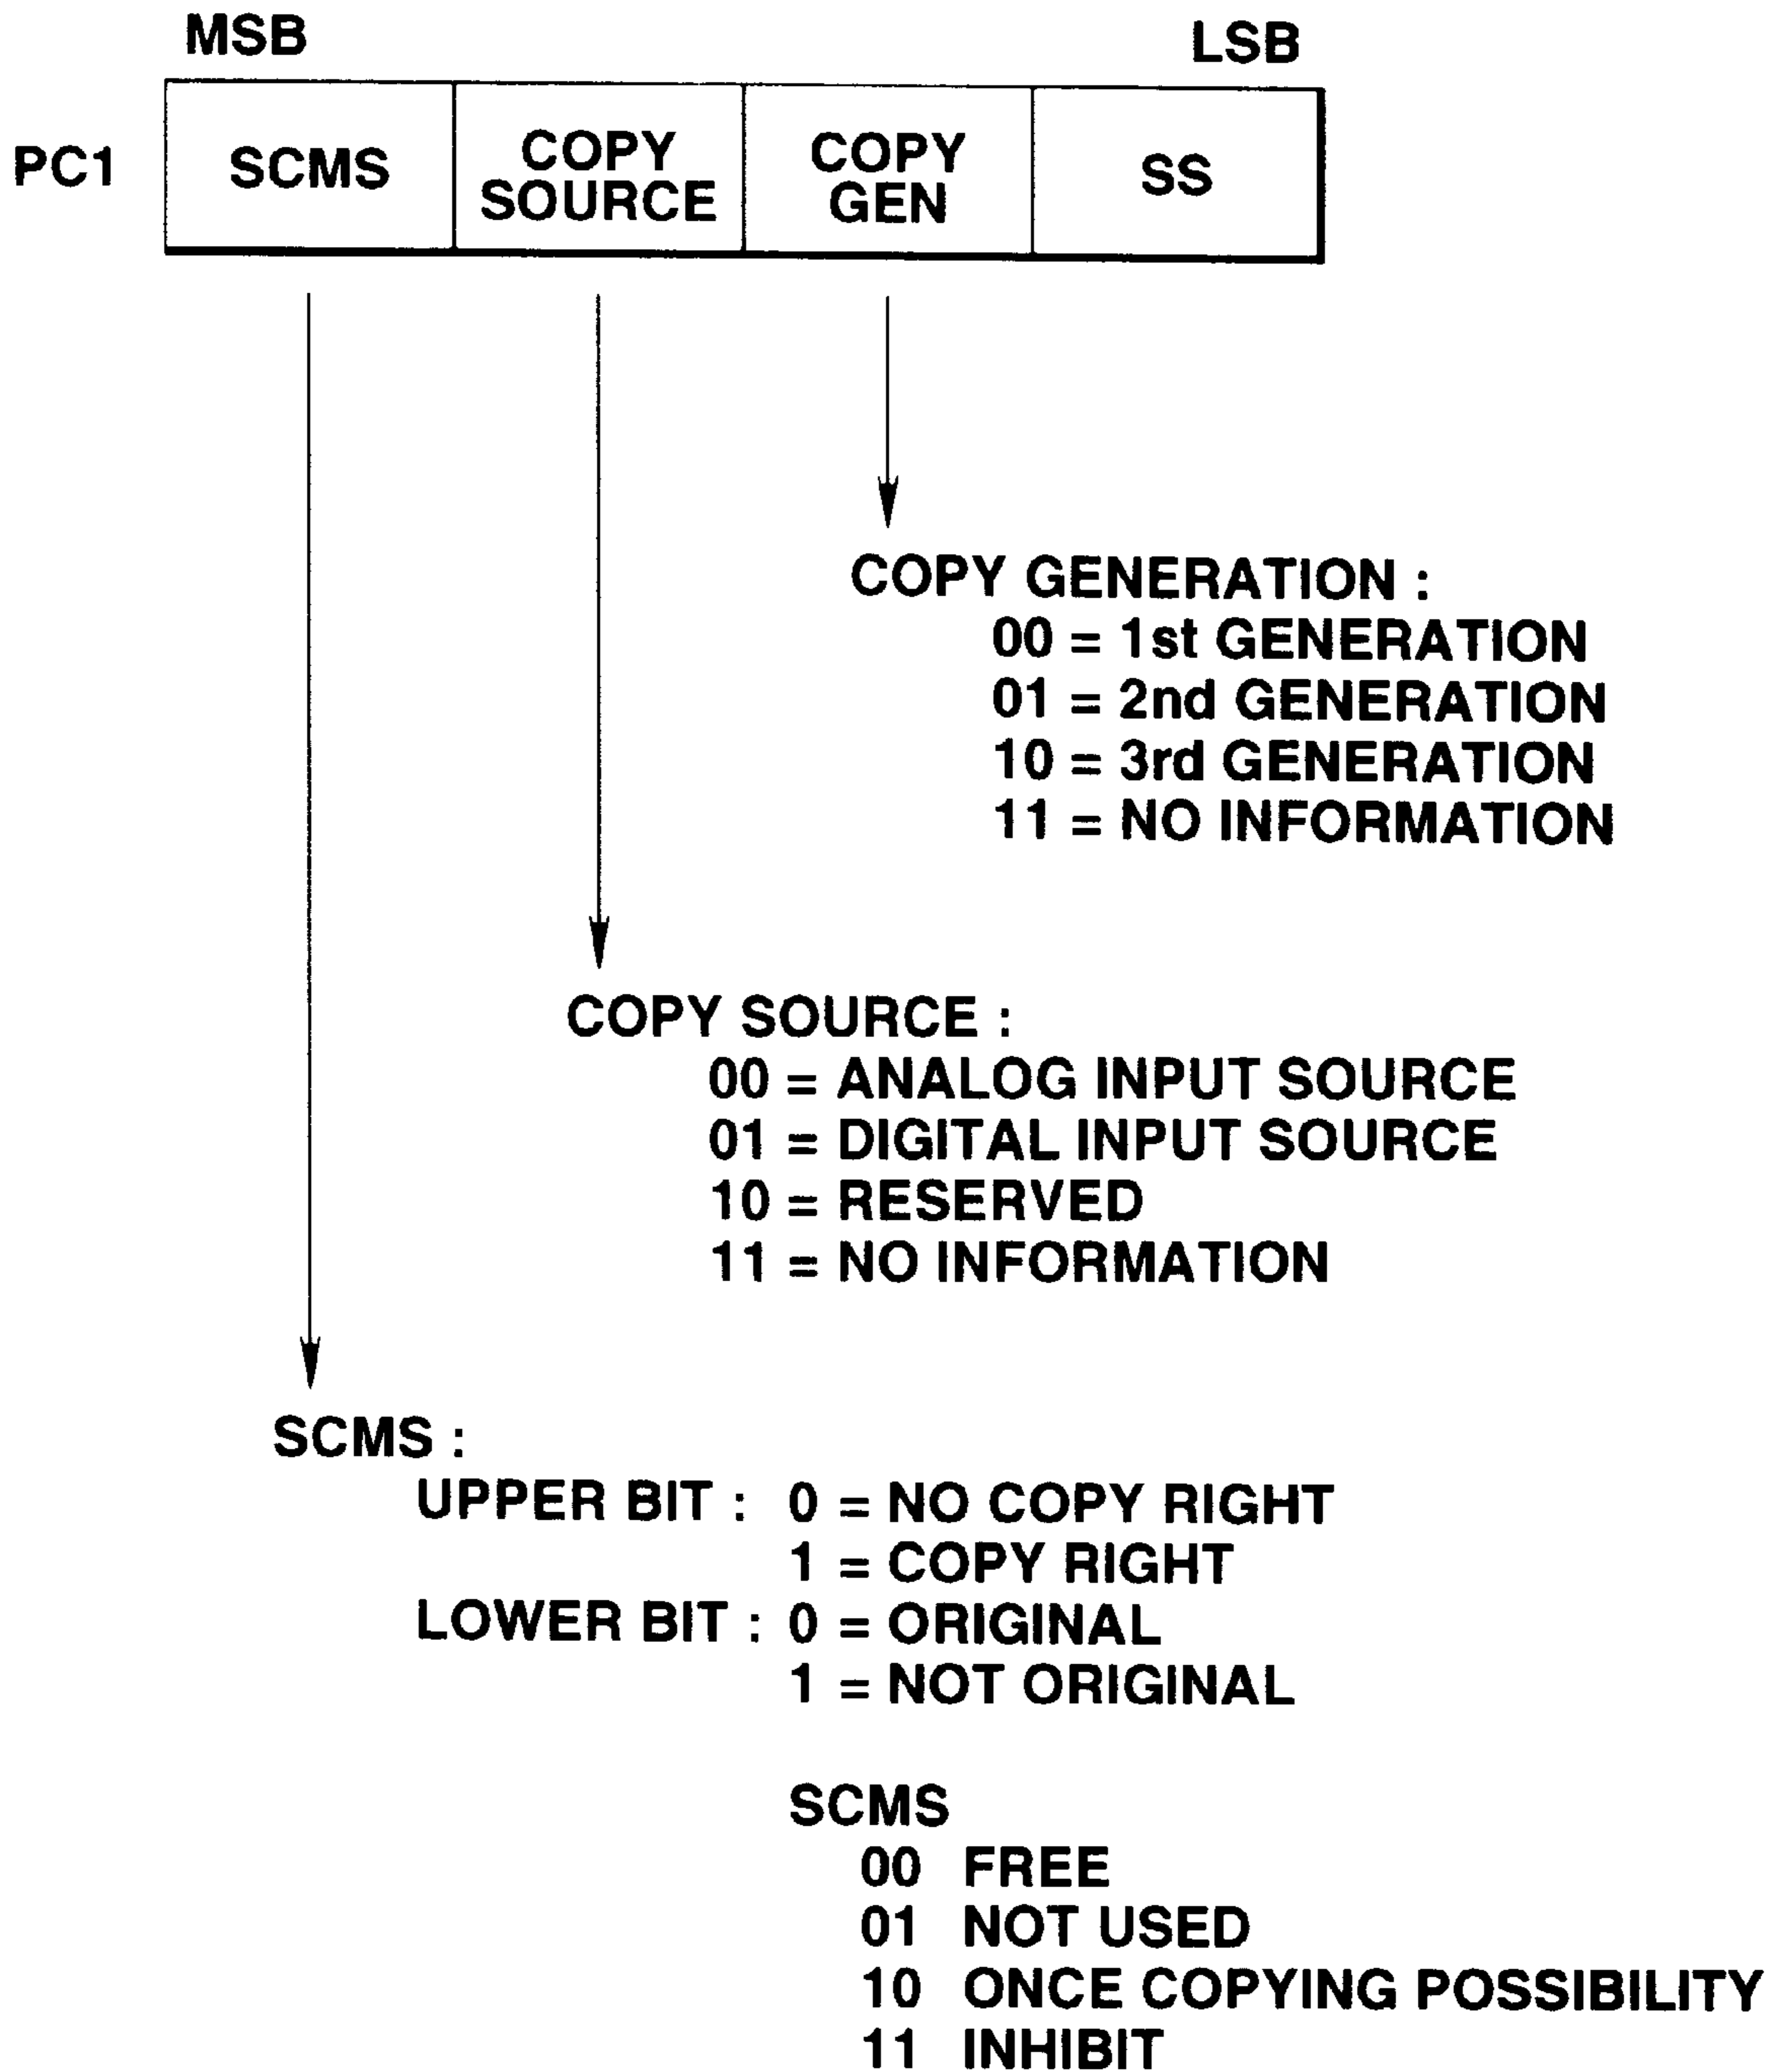 MSB LSB
PC1 SCMS COPY SOURCE COPY GEN SS
COPY GENERATION :
00 = 1st GENERATION
01 = 2nd GENERATION
10 = 3rd GENERATION
11 = NO INFORMATION
COPY SOURCE :
00 = ANALOG INPUT SOURCE
01 = DIGITAL INPUT SOURCE
10 = RESERVED
11 = NO INFORMATION
SCMS :
UPPER BIT : 0 = NO COPY RIGHT
1 = COPY RIGHT
LOWER BIT : 0 = ORIGINAL
1 = NOT ORIGINAL
SCMS
00 FREE
01 NOT USED
10 ONCE COPYING POSSIBILITY
11 INHIBIT